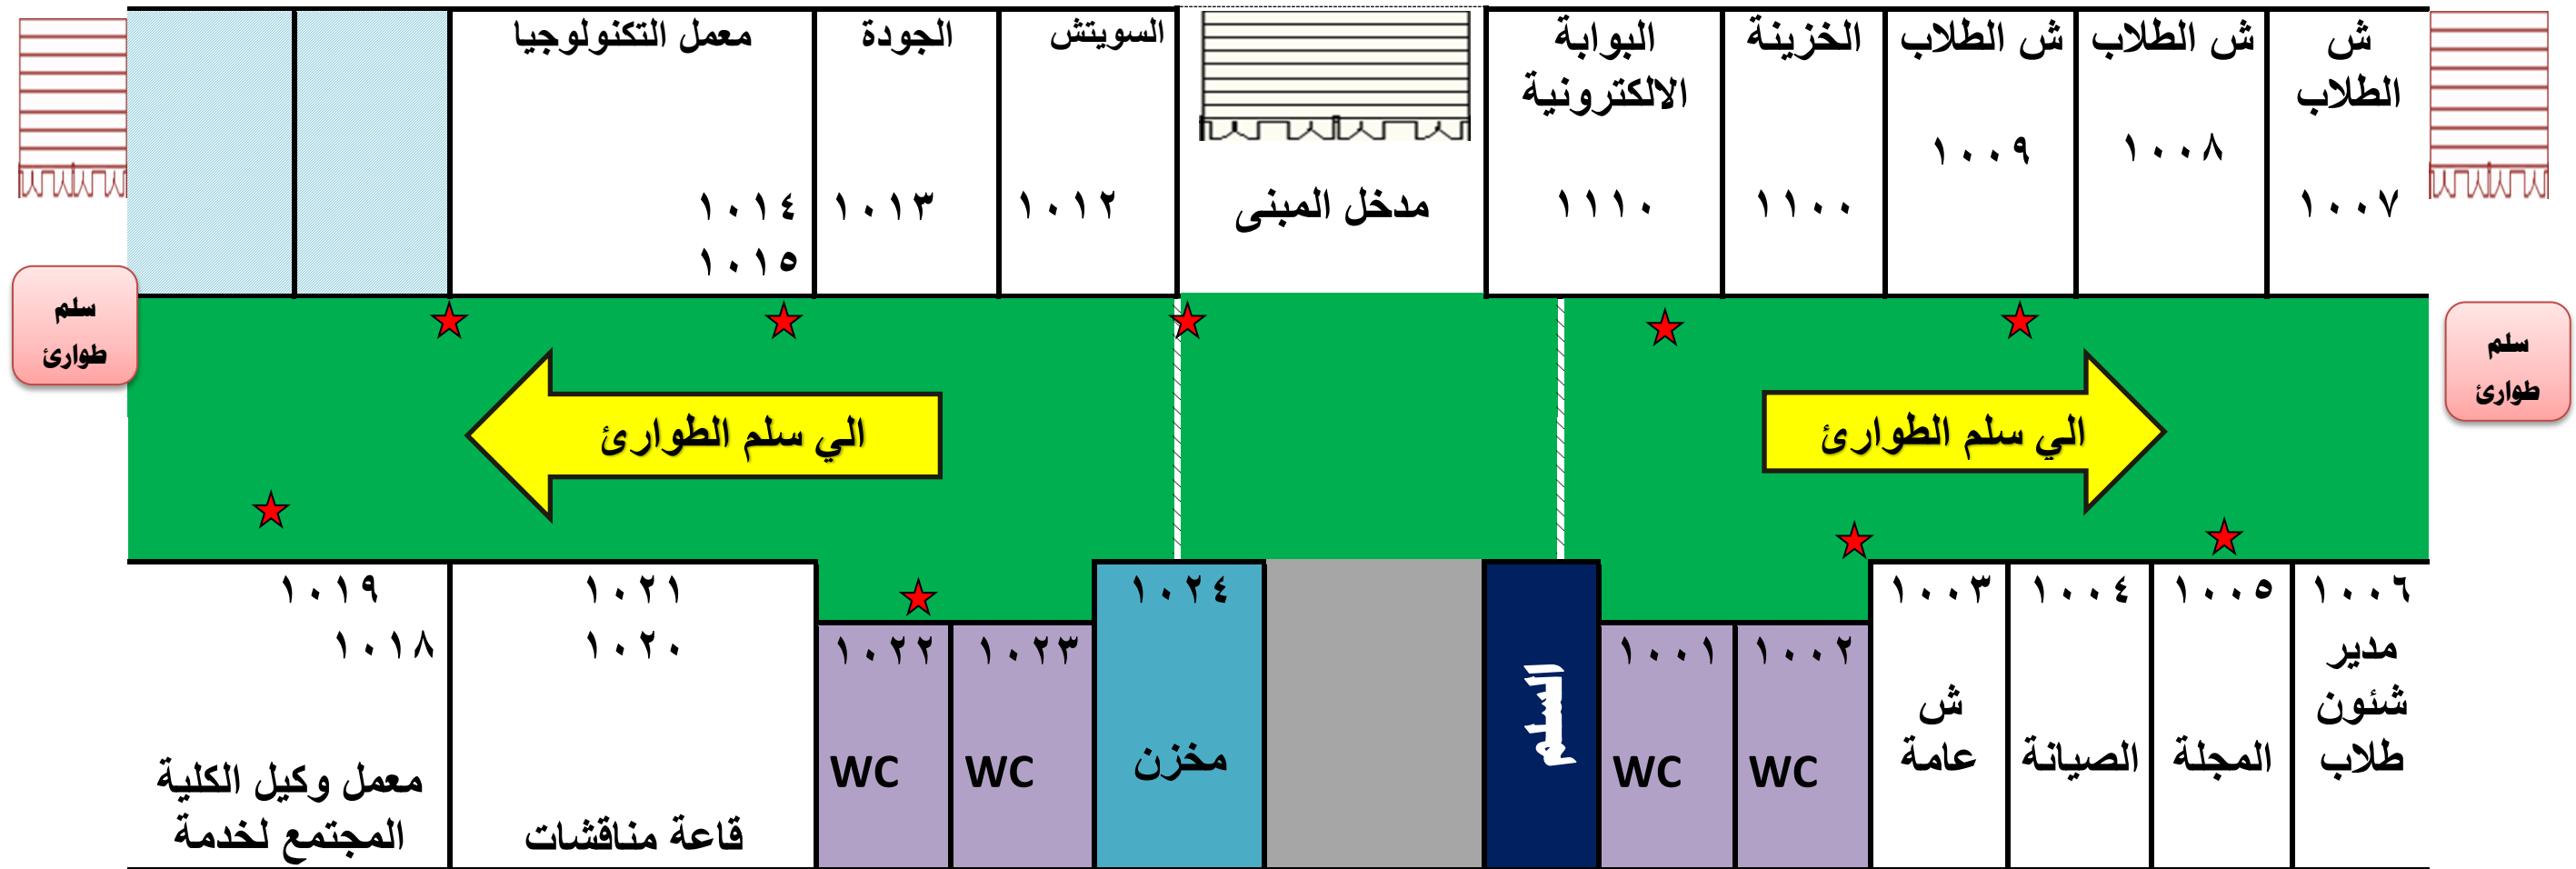 ش
الطلاب
١٠٠٧
ش الطلاب
١٠٠٨
ش الطلاب
١٠٠٩
الخزينة
١١٠٠
البوابة
الالكترونية
١١١٠
مدخل المبنى
السويتش
١٠١٢
الجودة
١٠١٣
معمل التكنولوجيا
١٠١٤
١٠١٥
سلم
طوارئ
الي سلم الطوارئ
الي سلم الطوارئ
سلم
طوارئ
١٠٠٦
مدير
شئون
طلاب
١٠٠٥
المجلة
١٠٠٤
الصيانة
١٠٠٣
ش
عامة
١٠٠٢
WC
١٠٠١
WC
السلم
١٠٢٤
مخزن
١٠٢٣
WC
١٠٢٢
WC
١٠٢١
١٠٢٠
قاعة مناقشات
١٠١٩
١٠١٨
معمل وكيل الكلية
المجتمع لخدمة